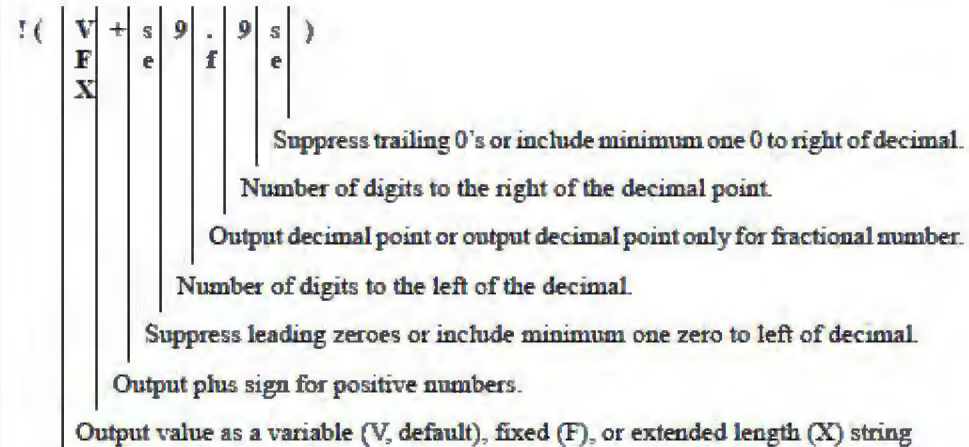 !( V + s 9 . 9 s )
F e f e
X
Suppress trailing 0's or include minimum one 0 to right of decimal.
Number of digits to the right of the decimal point.
Output decimal point or output decimal point only for fractional number.
Number of digits to the left of the decimal.
Suppress leading zeroes or include minimum one zero to left of decimal.
Output plus sign for positive numbers.
Output value as a variable (V, default), fixed (F), or extended length (X) string